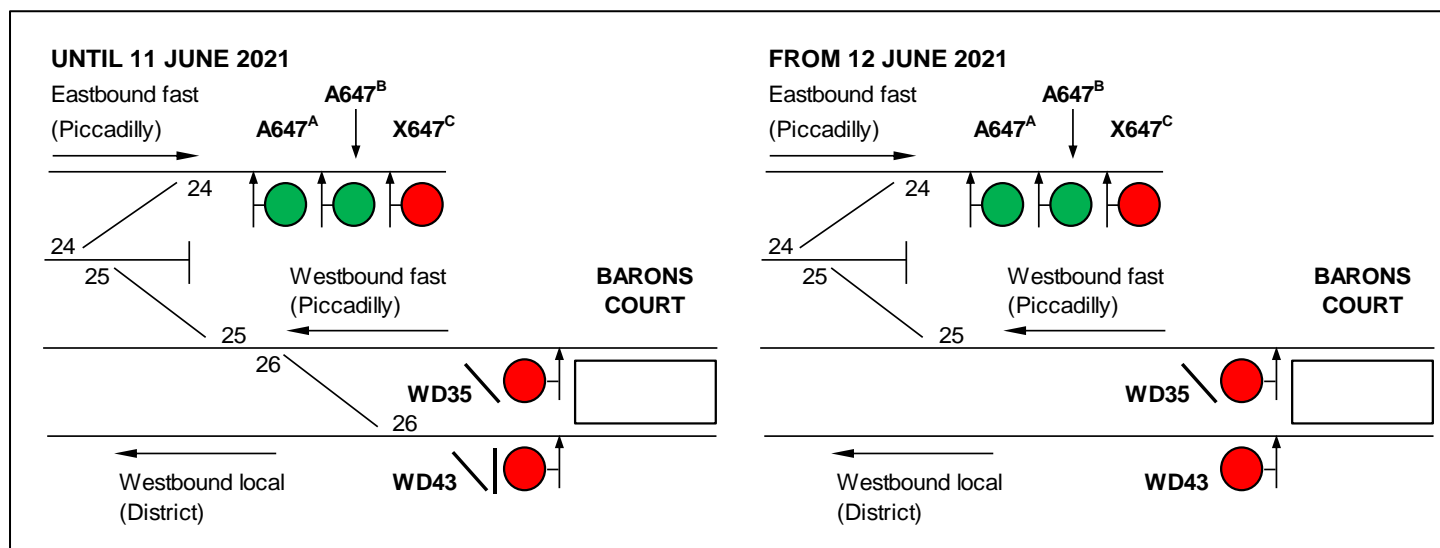 UNTIL 11 JUNE 2021
Eastbound fast
(Piccadilly)
A647A
A647B
X647C
24
24
25
Westbound fast
(Piccadilly)
BARONS
COURT
25
26
WD35
26
WD43
Westbound local
(District)
FROM 12 JUNE 2021
Eastbound fast
(Piccadilly)
A647A
A647B
X647C
24
24
25
Westbound fast
(Piccadilly)
BARONS
COURT
25
WD35
WD43
Westbound local
(District)